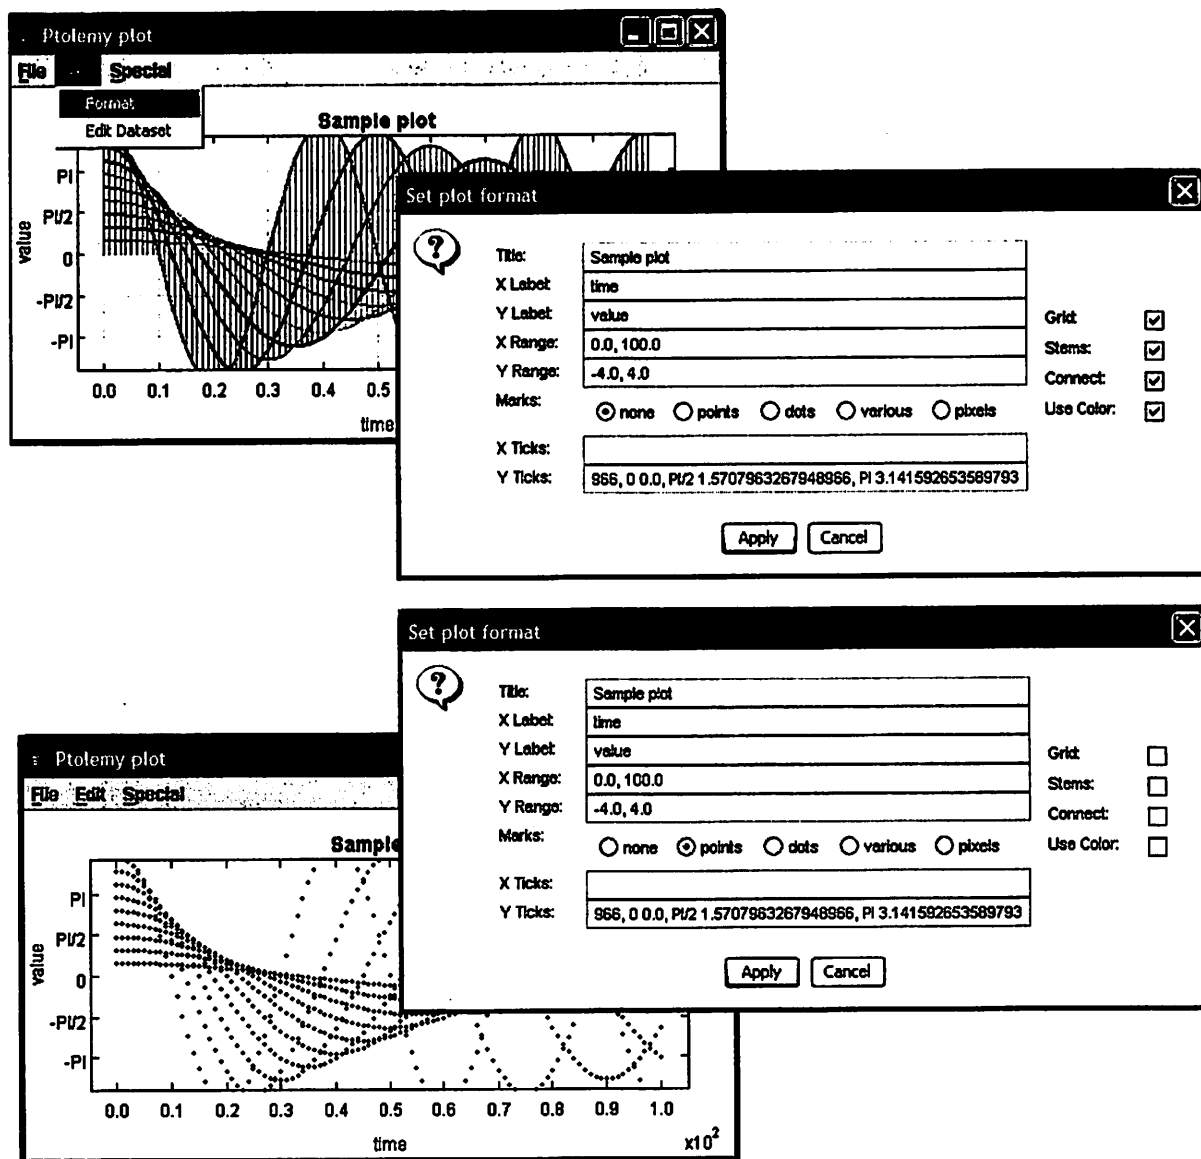 Ptolemy plot
File Special
Format
Edit Dataset
Sample plot
PI
PI/2
0
-PI/2
-PI
value
0.0 0.1 0.2 0.3 0.4 0.5
time
Set plot format
Title: Sample plot
X Label: time
Y Label: value
X Range: 0.0, 100.0
Y Range: -4.0, 4.0
Marks: none points dots various pixels
X Ticks:
Y Ticks: 966, 0 0.0, PI/2 1.5707963267948966, PI 3.141592653589793
Grid:
Stems:
Connect:
Use Color:
Apply Cancel
Set plot format
Title: Sample plot
X Label: time
Y Label: value
X Range: 0.0, 100.0
Y Range: -4.0, 4.0
Marks: none points dots various pixels
X Ticks:
Y Ticks: 966, 0 0.0, PI/2 1.5707963267948966, PI 3.141592653589793
Grid:
Stems:
Connect:
Use Color:
Apply Cancel
Ptolemy plot
File Edit Special
Sample
PI
PI/2
0
-PI/2
-PI
value
0.0 0.1 0.2 0.3 0.4 0.5 0.6 0.7 0.8 0.9 1.0
time x10²